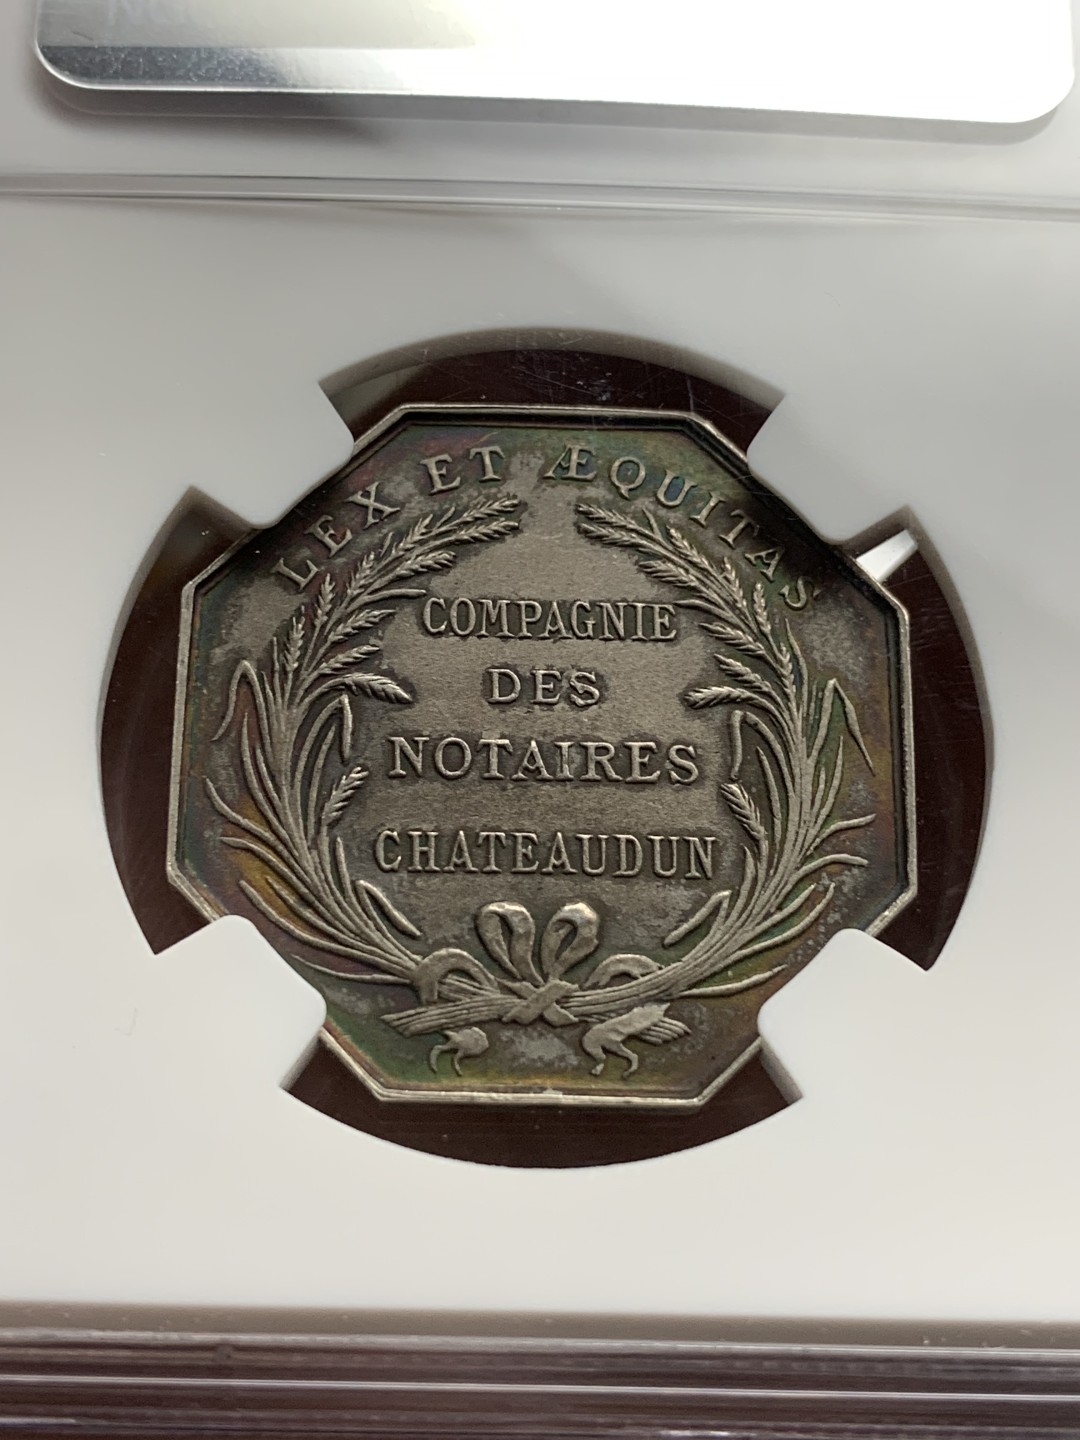 LEX ET ÆQUITAS
COMPAGNIE
DES
NOTAIRES
CHATEAUDUN